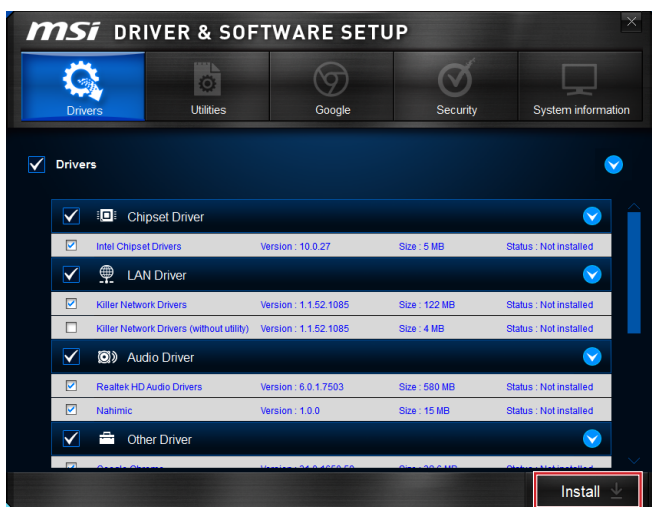 msi DRIVER & SOFTWARE SETUP
Drivers Utilities Google Security System information
Drivers
Chipset Driver
Intel Chipset Drivers Version : 10.0.27 Size : 5 MB Status : Not installed
LAN Driver
Killer Network Drivers Version : 1.1.52.1085 Size : 122 MB Status : Not installed
Killer Network Drivers (without utility) Version : 1.1.52.1085 Size : 4 MB Status : Not installed
Audio Driver
Realtek HD Audio Drivers Version : 6.0.1.7503 Size : 580 MB Status : Not installed
Nahimic Version : 1.0.0 Size : 15 MB Status : Not installed
Other Driver
Install